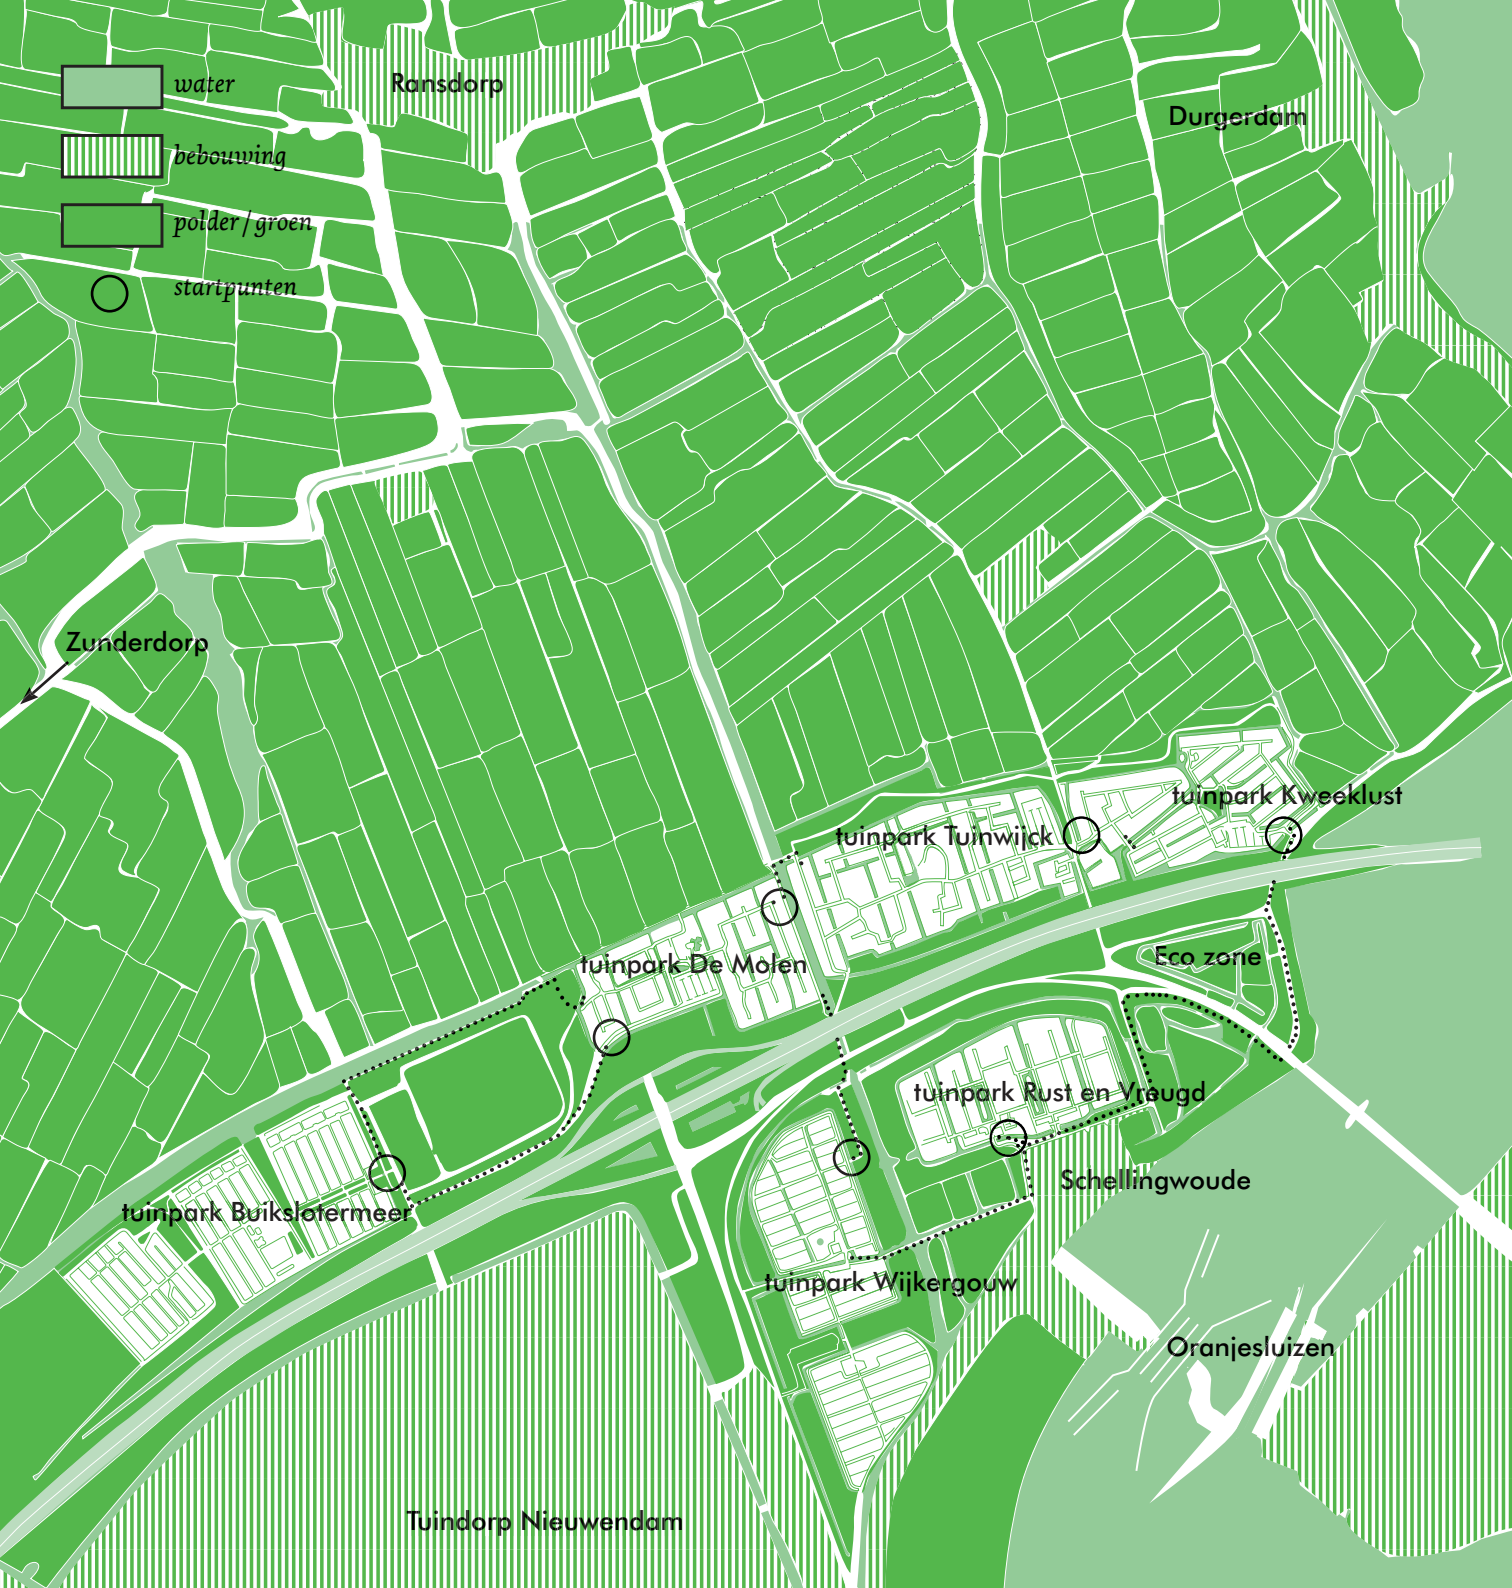 water
bebouwing
polder / groen
startpunten
Ransdorp
Durgerdam
Zunderdorp
tuinpark Kweeklust
tuinpark Tuinwijck
tuinpark De Molen
Eco zone
tuinpark Rust en Vreugd
Schellingwoude
tuinpark Buikslotermeer
tuinpark Wijkergouw
Oranjesluizen
Tuindorp Nieuwendam